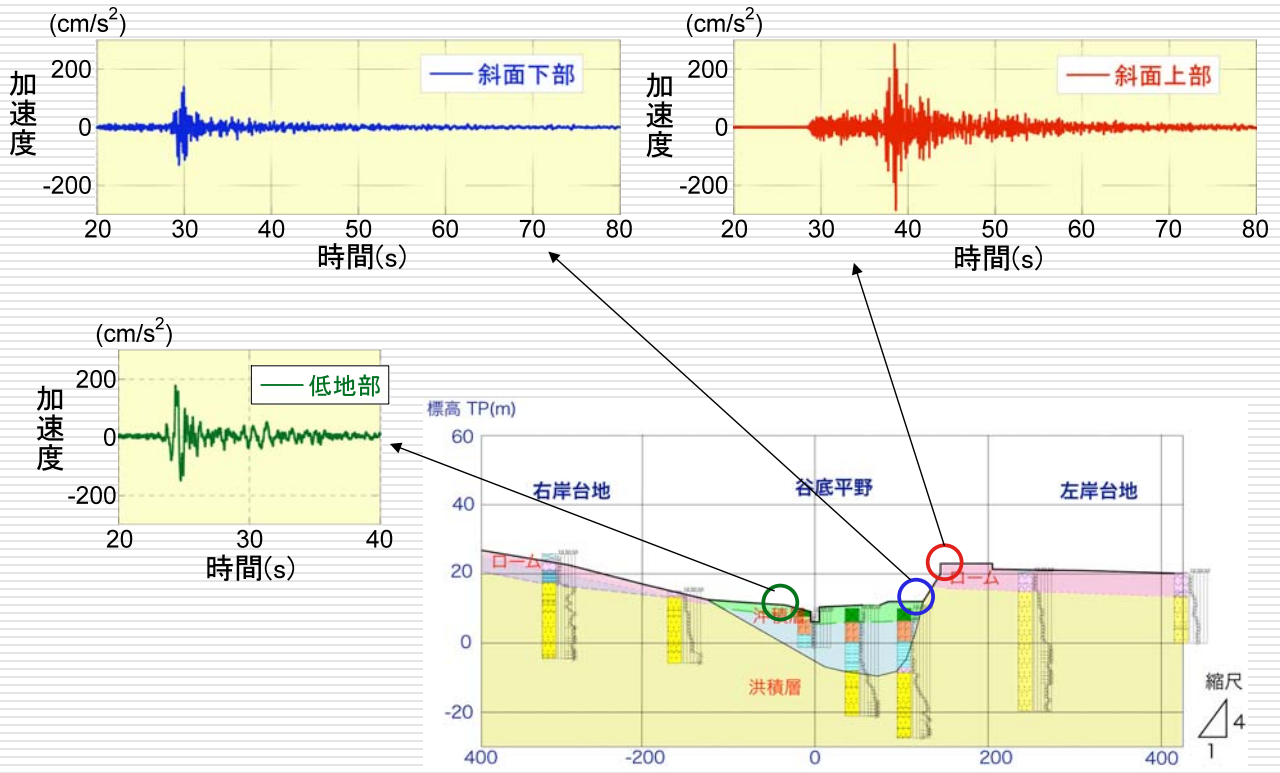 (cm/s2)
加速度
200
0
-200
斜面下部
20 30 40 50 60 70 80
時間(s)
(cm/s2)
加速度
200
0
-200
斜面上部
20 30 40 50 60 70 80
時間(s)
(cm/s2)
加速度
200
0
-200
低地部
20 30 40
時間(s)
標高 TP(m)
60
40
20
0
-20
右岸台地
谷底平野
左岸台地
ローム
ローム
沖積層
洪積層
400 -200 0 200 400
縮尺
4
1